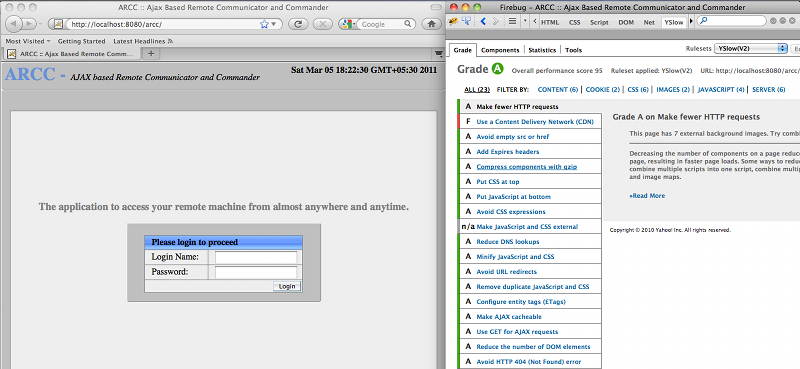 ARCC :: Ajax Based Remote Communicator and Commander
http://localhost:8080/arcc/
Google
Most Visited
Getting Started
Latest Headlines
ARCC :: Ajax Based Remote Comm...
ARCC - AJAX based Remote Communicator and Commander
Sat Mar 05 18:22:30 GMT+05:30 2011
The application to access your remote machine from almost anywhere and anytime.
Please login to proceed
Login Name:
Password:
Login
Firebug – ARCC :: Ajax Based Remote Communicator and Commander
HTML CSS Script DOM Net YSlow
Grade Components Statistics Tools
Rulesets YSlow(V2)
Grade A Overall performance score 95 Ruleset applied: YSlow(V2) URL: http://localhost:8080/arcc/
ALL (23) FILTER BY: CONTENT (6) COOKIE (2) CSS (6) IMAGES (2) JAVASCRIPT (4) SERVER (6)
A Make fewer HTTP requests
F Use a Content Delivery Network (CDN)
A Avoid empty src or href
A Add Expires headers
A Compress components with gzip
A Put CSS at top
A Put JavaScript at bottom
A Avoid CSS expressions
n/a Make JavaScript and CSS external
A Reduce DNS lookups
A Minify JavaScript and CSS
A Avoid URL redirects
A Remove duplicate JavaScript and CSS
A Configure entity tags (ETags)
A Make AJAX cacheable
A Use GET for AJAX requests
A Reduce the number of DOM elements
A Avoid HTTP 404 (Not Found) error
Grade A on Make fewer HTTP requests
This page has 7 external background images. Try combin
Decreasing the number of components on a page reduce
page, resulting in faster page loads. Some ways to reduc
combine multiple scripts into one script, combine multip
and image maps.
»Read More
Copyright © 2010 Yahoo! Inc. All rights reserved.